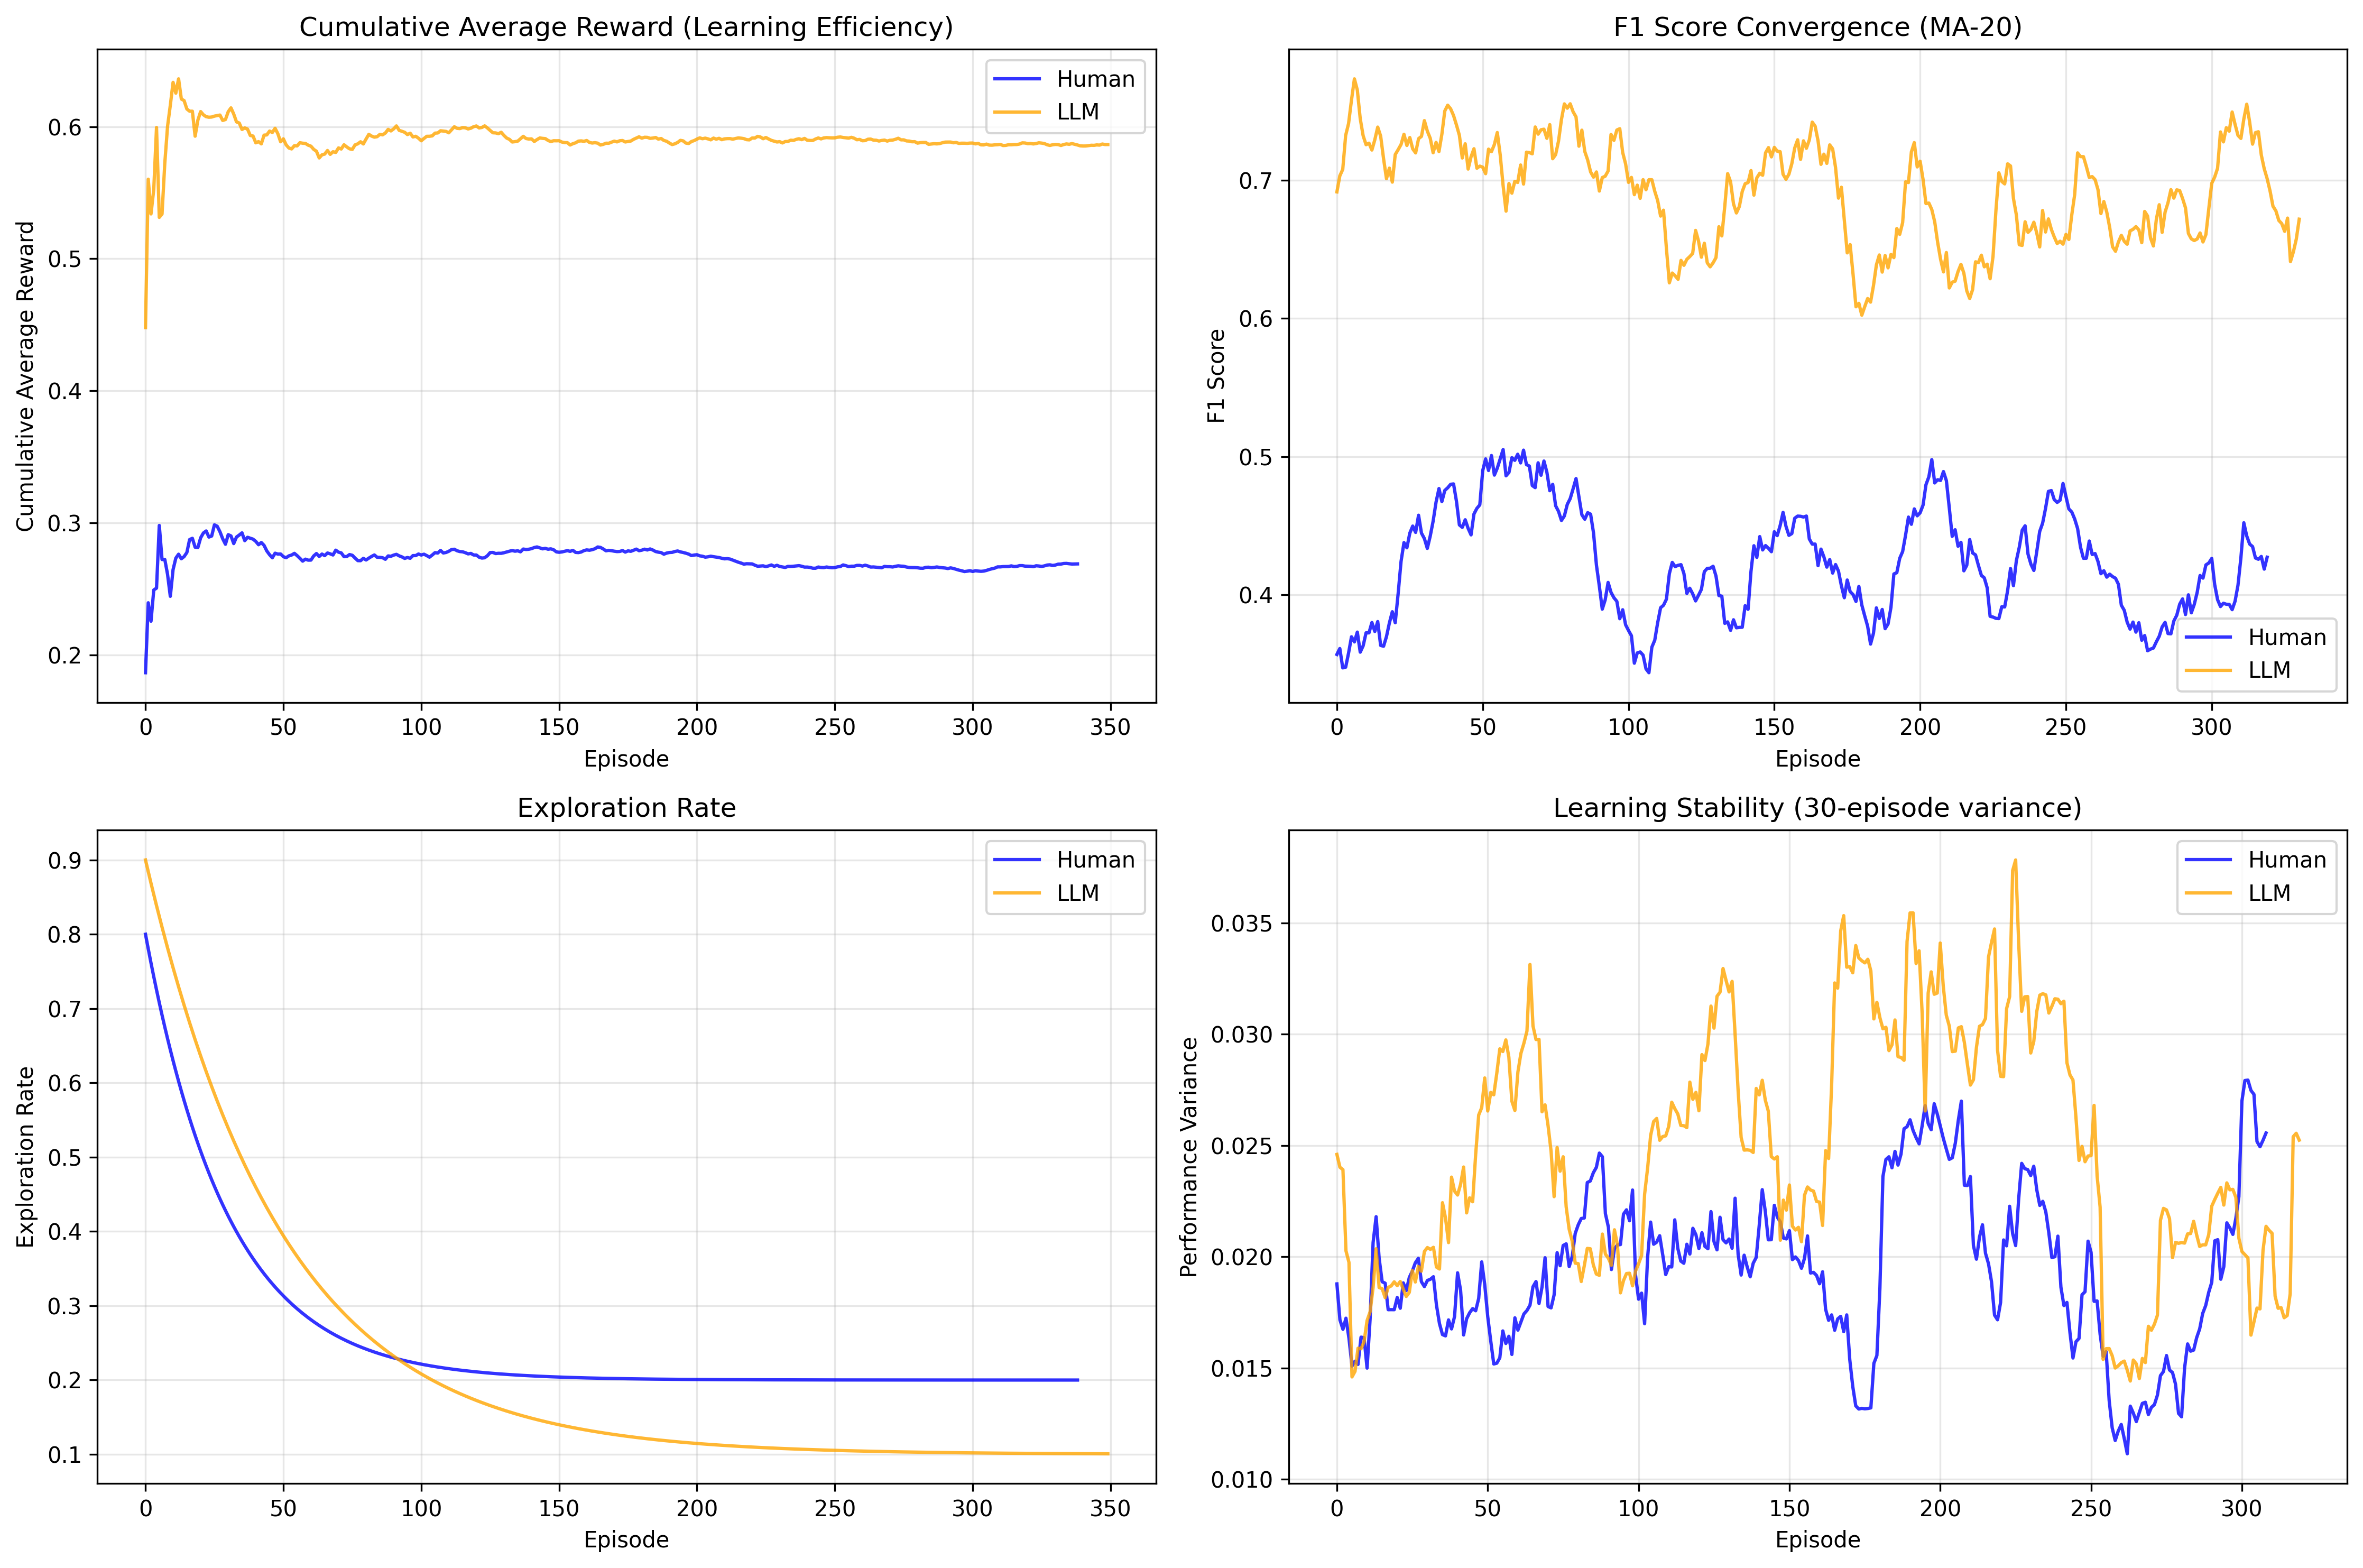 Cumulative Average Reward (Learning Efficiency)
Cumulative Average Reward
0.6
0.5
0.4
0.3
0.2
Human
LLM
0 50 100 150 200 250 300 350
Episode
F1 Score Convergence (MA-20)
F1 Score
0.7
0.6
0.5
0.4
Human
LLM
0 50 100 150 200 250 300
Episode
Exploration Rate
Exploration Rate
0.9
0.8
0.7
0.6
0.5
0.4
0.3
0.2
0.1
Human
LLM
0 50 100 150 200 250 300 350
Episode
Learning Stability (30-episode variance)
Performance Variance
0.035
0.030
0.025
0.020
0.015
0.010
Human
LLM
0 50 100 150 200 250 300
Episode